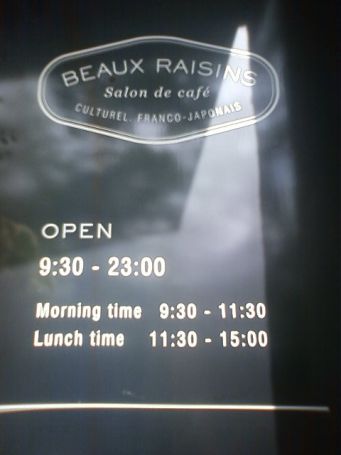 BEAUX RAISINS
Salon de café
CULTUREL. FRANCO-JAPONAIS
OPEN
9:30 - 23:00
Morning time 9:30 - 11:30
Lunch time 11:30 - 15:00